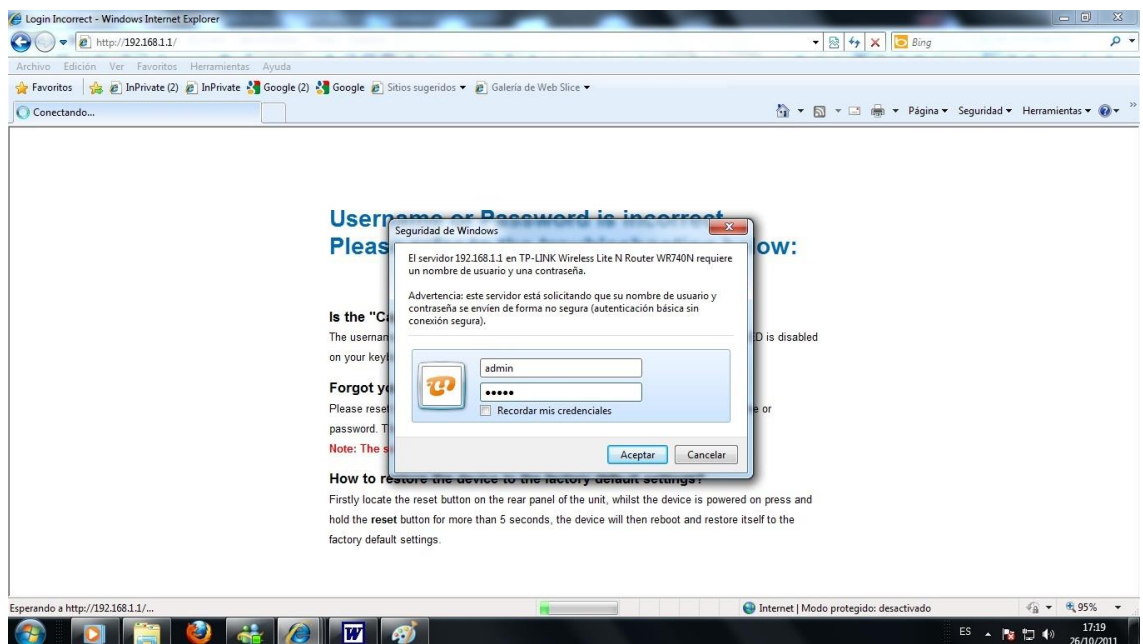 Login Incorrect - Windows Internet Explorer
http://192.168.1.1/
Bing
Archivo Edición Ver Favoritos Herramientas Ayuda
Favoritos InPrivate (2) InPrivate Google (2) Google Sitios sugeridos Galería de Web Slice
Conectando...
Página Seguridad Herramientas
Username or Password is incorrect.
Pleas ow:
Seguridad de Windows
El servidor 192.168.1.1 en TP-LINK Wireless Lite N Router WR740N requiere
un nombre de usuario y una contraseña.
Advertencia: este servidor está solicitando que su nombre de usuario y
contraseña se envíen de forma no segura (autenticación básica sin
conexión segura).
admin
•••••
Recordar mis credenciales
Aceptar Cancelar
Is the "Ca
The usernam D is disabled
on your key
Forgot yo
Please reset e or
password. T
Note: The s
How to restore the device to the factory default settings?
Firstly locate the reset button on the rear panel of the unit, whilst the device is powered on press and
hold the reset button for more than 5 seconds, the device will then reboot and restore itself to the
factory default settings.
Esperando a http://192.168.1.1/...
Internet | Modo protegido: desactivado
95%
ES
17:19
26/10/2011